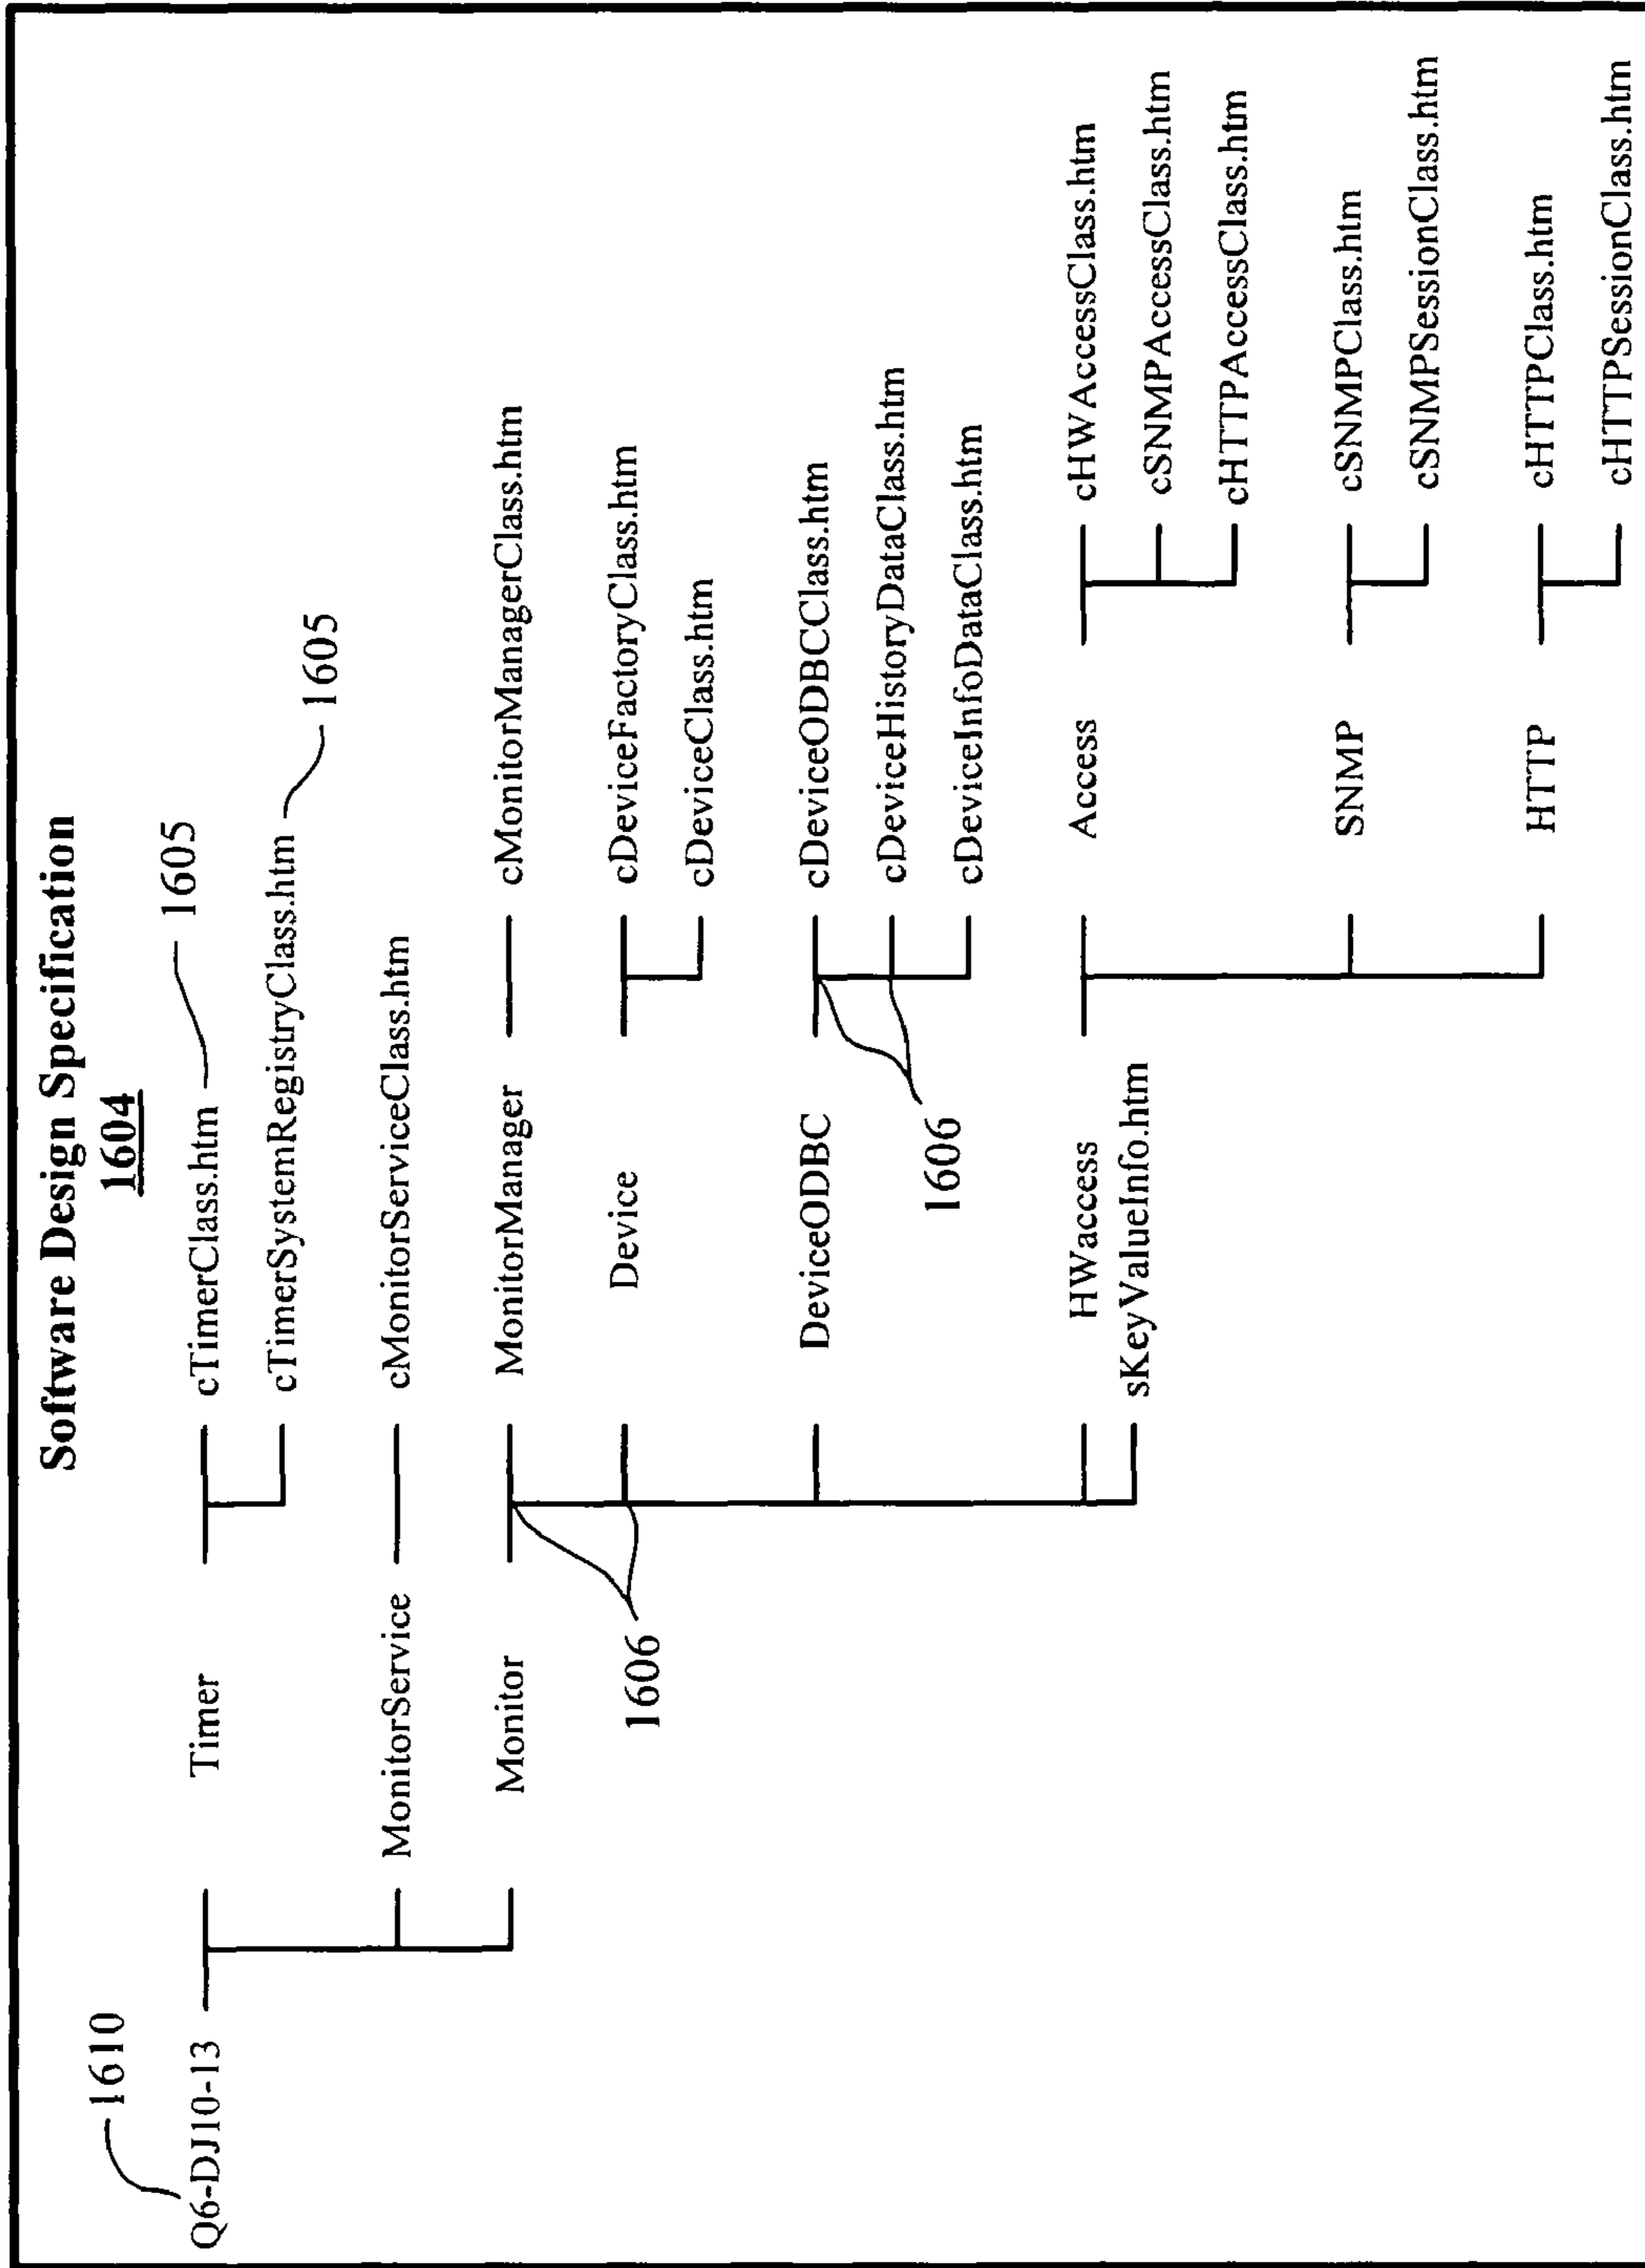 Software Design Specification
1604
1610
Q6-DJ10-13
Timer
cTimerClass.htm
1605
cTimerSystemRegistryClass.htm
1605
MonitorService
cMonitorServiceClass.htm
Monitor
MonitorManager
cMonitorManagerClass.htm
1606
Device
cDeviceFactoryClass.htm
cDeviceClass.htm
DeviceODBC
cDeviceODBCClass.htm
cDeviceHistoryDataClass.htm
cDeviceInfoDataClass.htm
1606
HWaccess
sKeyValueInfo.htm
Access
cHWAccessClass.htm
cSNMPAccessClass.htm
cHTTPAccessClass.htm
SNMP
cSNMPClass.htm
cSNMPSessionClass.htm
HTTP
cHTTPClass.htm
cHTTPSessionClass.htm